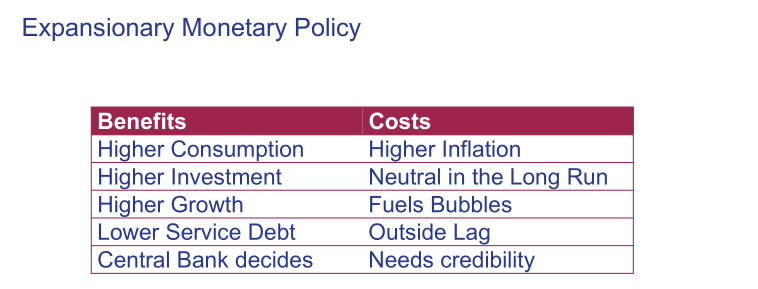 Expansionary Monetary Policy
Benefits Costs
Higher Consumption Higher Inflation
Higher Investment Neutral in the Long Run
Higher Growth Fuels Bubbles
Lower Service Debt Outside Lag
Central Bank decides Needs credibility